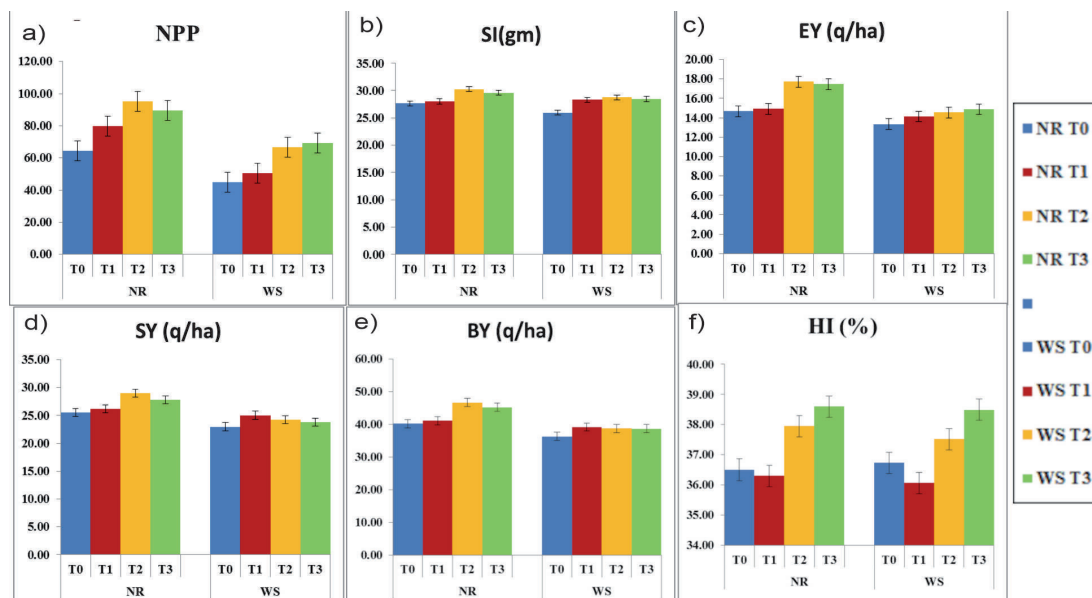 a) NPP
120.00
100.00
80.00
60.00
40.00
20.00
0.00
T0 T1 T2 T3 T0 T1 T2 T3
NR WS
b) SI(gm)
35.00
30.00
25.00
20.00
15.00
10.00
5.00
0.00
T0 T1 T2 T3 T0 T1 T2 T3
NR WS
c) EY (q/ha)
20.00
18.00
16.00
14.00
12.00
10.00
8.00
6.00
4.00
2.00
0.00
T0 T1 T2 T3 T0 T1 T2 T3
NR WS
d) SY (q/ha)
35.00
30.00
25.00
20.00
15.00
10.00
5.00
0.00
T0 T1 T2 T3 T0 T1 T2 T3
NR WS
e) BY (q/ha)
60.00
50.00
40.00
30.00
20.00
10.00
0.00
T0 T1 T2 T3 T0 T1 T2 T3
NR WS
f) HI (%)
41.00
40.00
39.00
38.00
37.00
36.00
35.00
34.00
T0 T1 T2 T3 T0 T1 T2 T3
NR WS
NR T0
NR T1
NR T2
NR T3
WS T0
WS T1
WS T2
WS T3